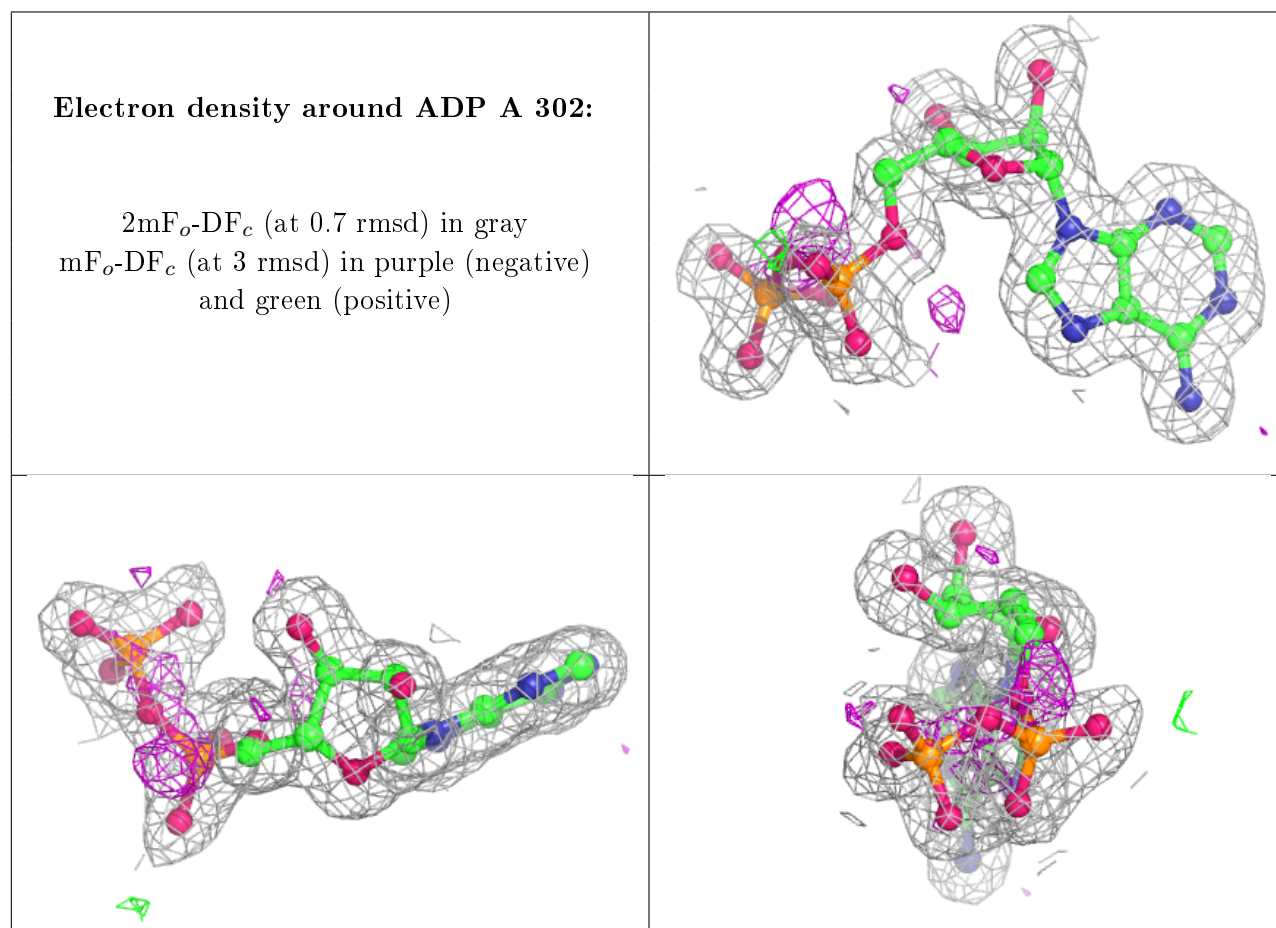 Electron density around ADP A 302:
2mFo-DFc (at 0.7 rmsd) in gray
mFo-DFc (at 3 rmsd) in purple (negative)
and green (positive)